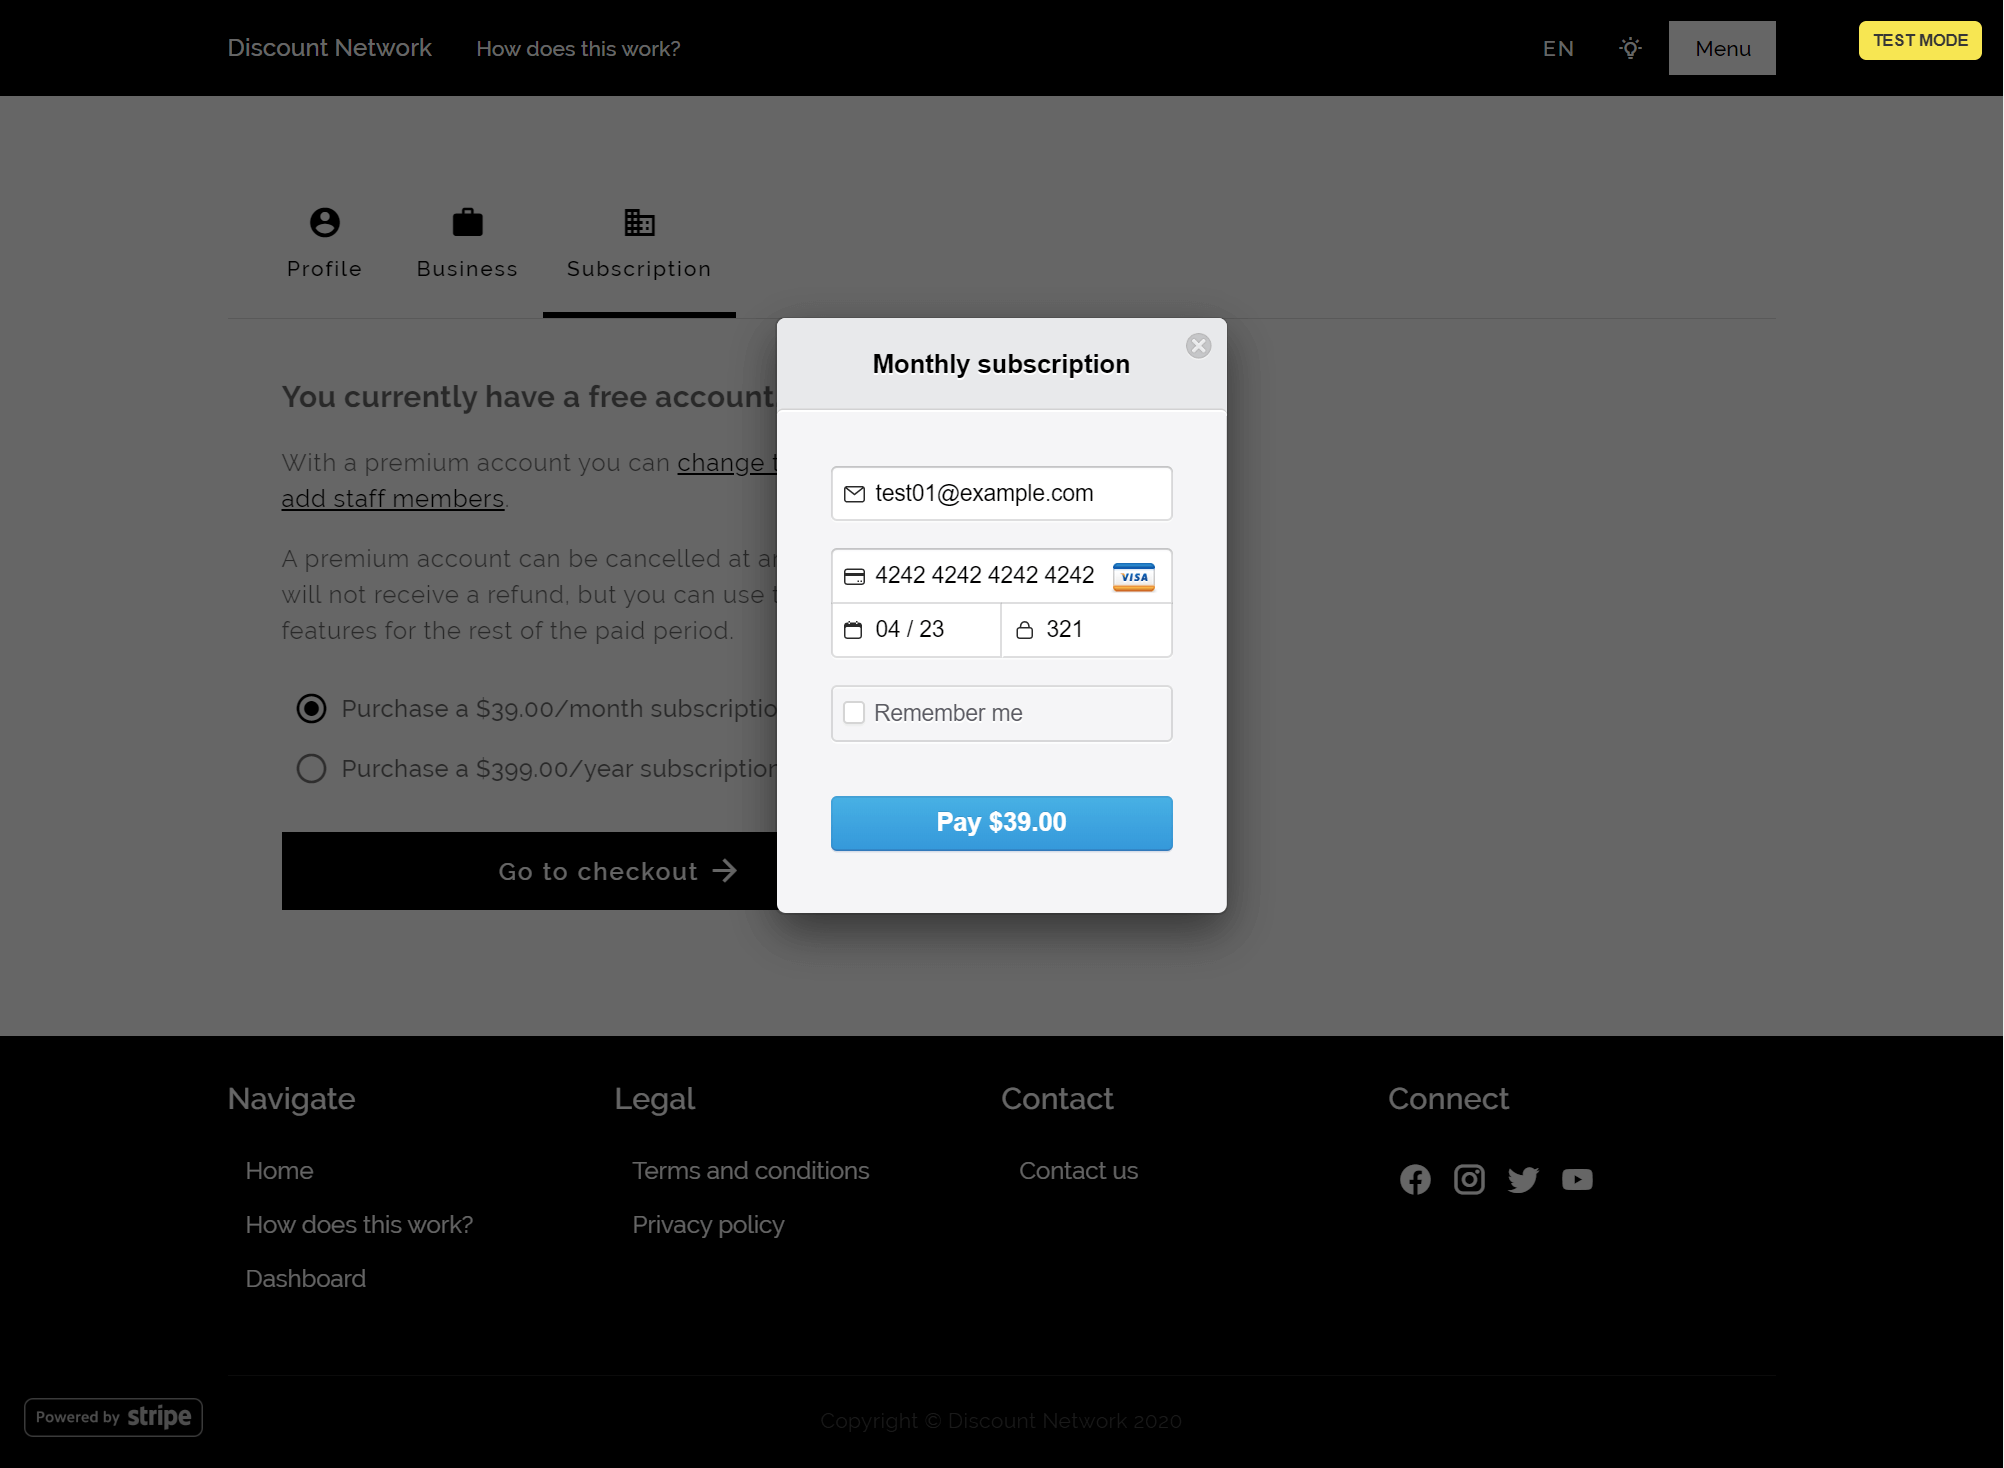 Discount Network
How does this work?
EN
Menu
TEST MODE
Profile
Business
Subscription
You currently have a free account
With a premium account you can change
add staff members.
A premium account can be cancelled at
will not receive a refund, but you can use
features for the rest of the paid period.
Purchase a $39.00/month
Purchase a $399.00/year subscription
Go to checkout
Monthly subscription
test01@example.com
4242 4242 4242 4242 VISA
04 / 23 321
Remember me
Pay $39.00
Navigate
Home
How does this work?
Dashboard
Legal
Terms and conditions
Privacy policy
Contact
Contact us
Connect
Powered by stripe
Copyright © Discount Network 2020